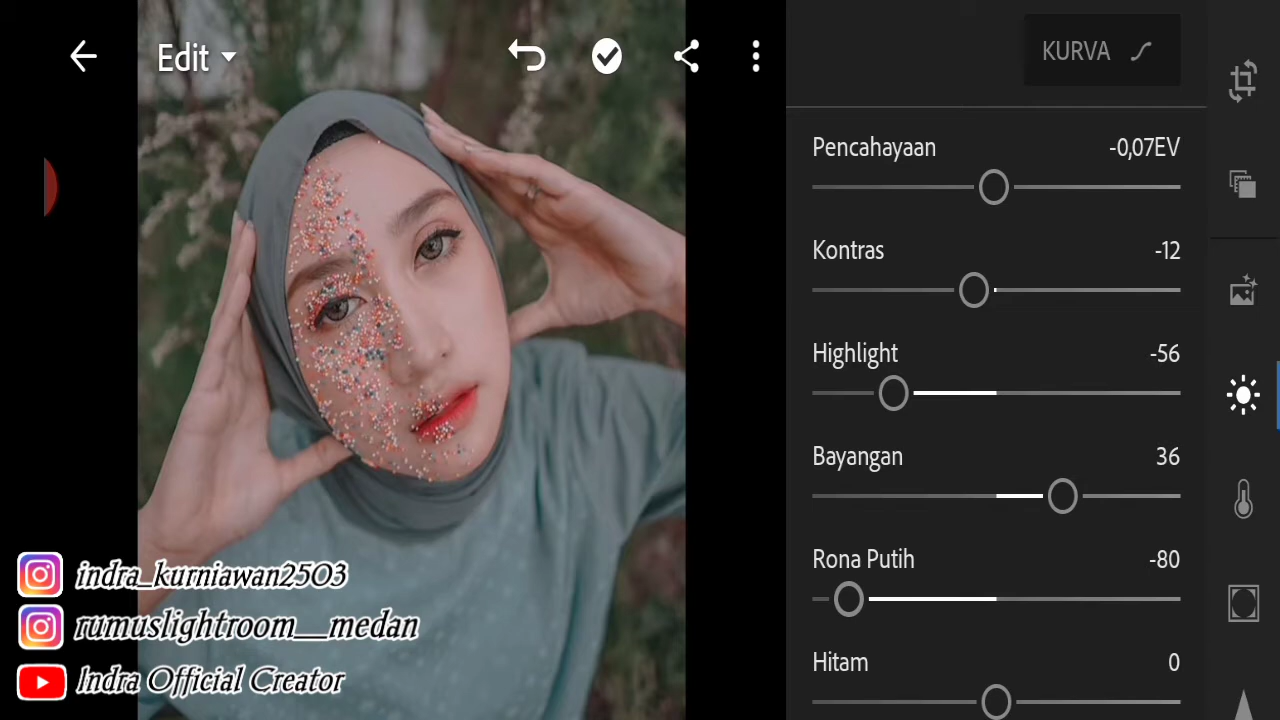 Edit
KURVA
Pencahayaan -0,07EV
Kontras -12
Highlight -56
Bayangan 36
Rona Putih -80
Hitam 0
indra_kurniawan2503
rumuslightroom__medan
Indra Official Creator